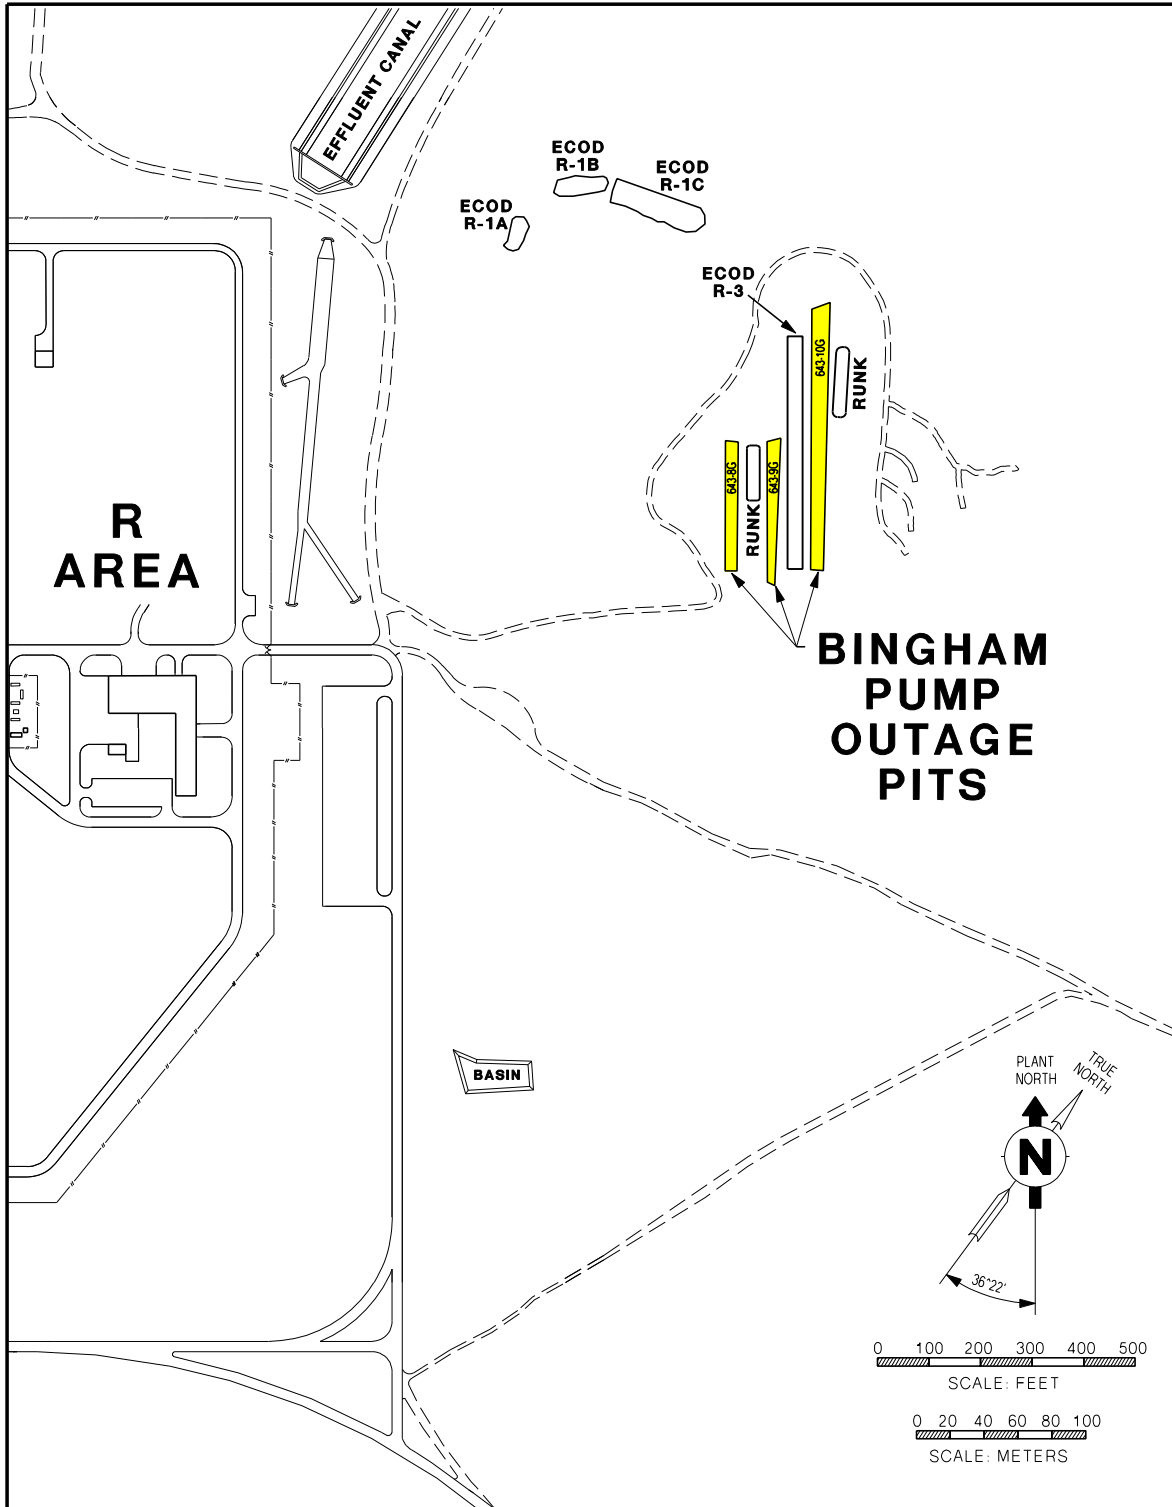 EFFLUENT CANAL
ECOD
R-1B
ECOD
R-1C
ECOD
R-1A
ECOD
R-3
643-10G
RUNK
643-8G
RUNK
643-9G
R
AREA
BINGHAM
PUMP
OUTAGE
PITS
BASIN
PLANT
NORTH
TRUE
NORTH
N
36°22'
0 100 200 300 400 500
SCALE: FEET
0 20 40 60 80 100
SCALE: METERS